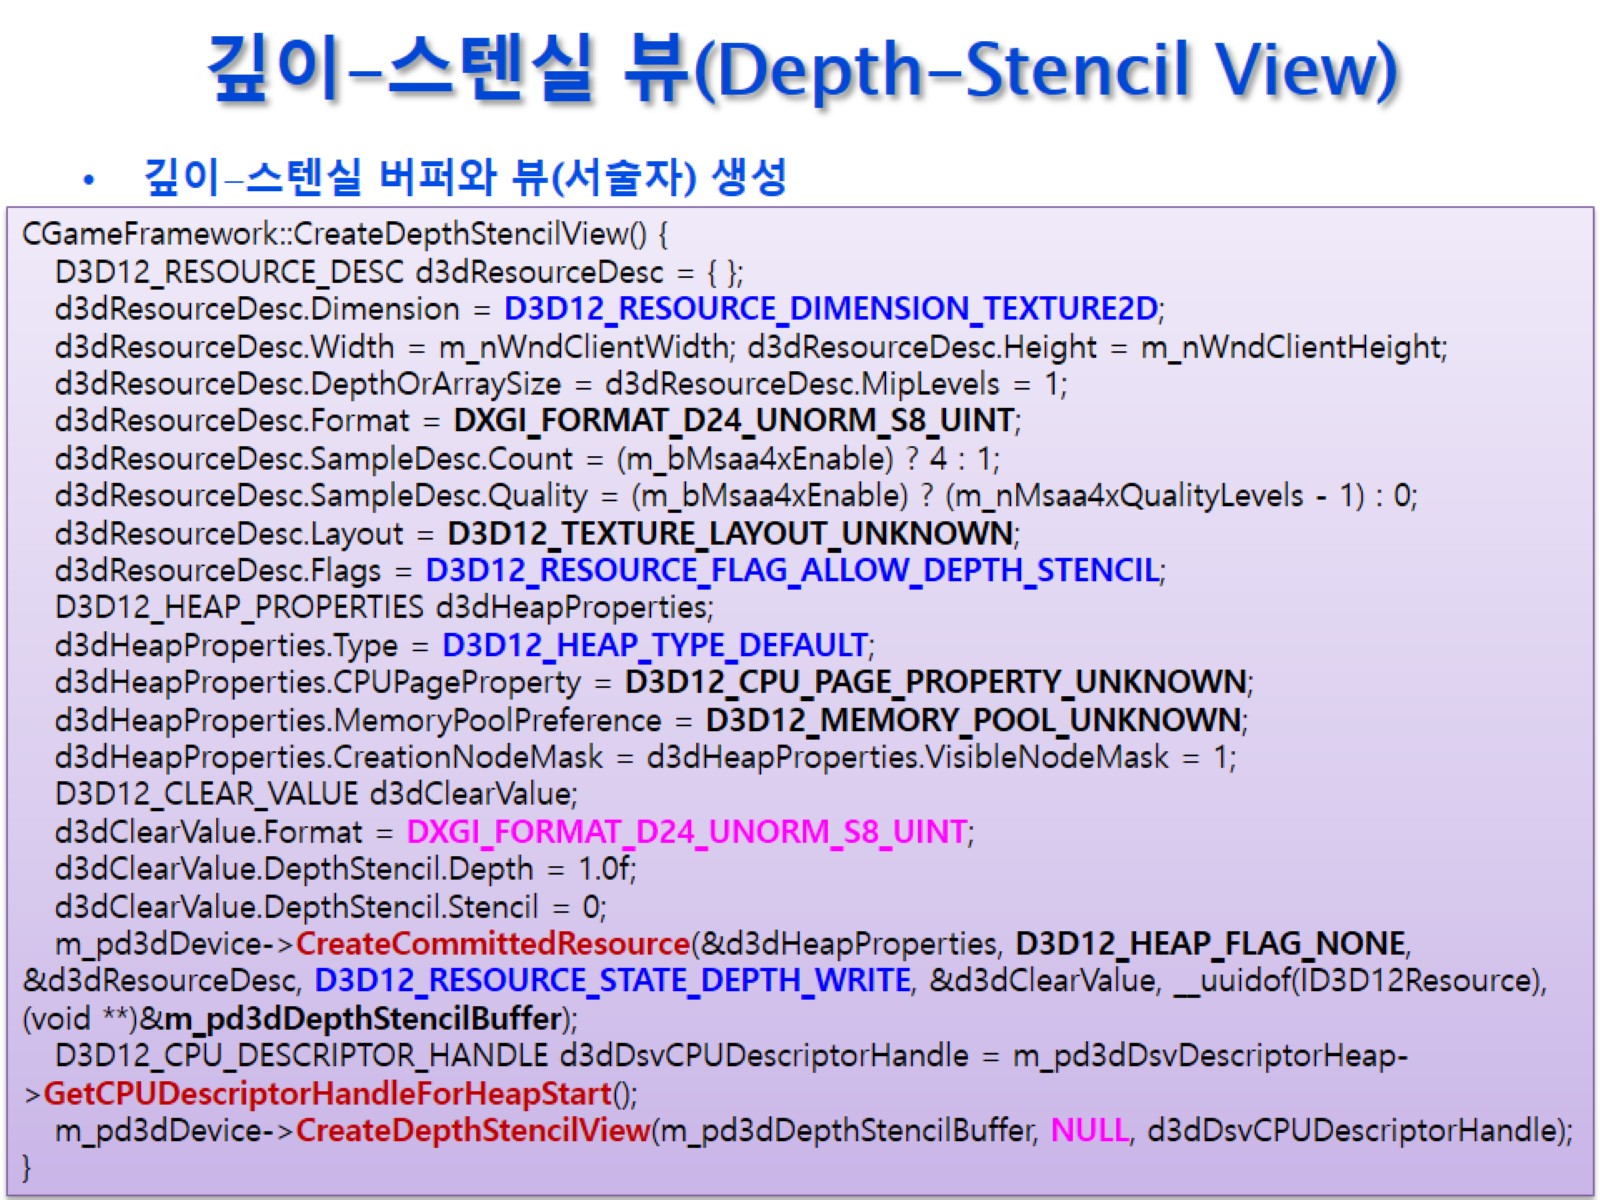 깊이-스텐실 뷰(Depth-Stencil View)
• 깊이-스텐실 버퍼와 뷰(서술자) 생성
CGameFramework::CreateDepthStencilView() {
D3D12_RESOURCE_DESC d3dResourceDesc = { };
d3dResourceDesc.Dimension = D3D12_RESOURCE_DIMENSION_TEXTURE2D;
d3dResourceDesc.Width = m_nWndClientWidth; d3dResourceDesc.Height = m_nWndClientHeight;
d3dResourceDesc.DepthOrArraySize = d3dResourceDesc.MipLevels = 1;
d3dResourceDesc.Format = DXGI_FORMAT_D24_UNORM_S8_UINT;
d3dResourceDesc.SampleDesc.Count = (m_bMsaa4xEnable) ? 4 : 1;
d3dResourceDesc.SampleDesc.Quality = (m_bMsaa4xEnable) ? (m_nMsaa4xQualityLevels - 1) : 0;
d3dResourceDesc.Layout = D3D12_TEXTURE_LAYOUT_UNKNOWN;
d3dResourceDesc.Flags = D3D12_RESOURCE_FLAG_ALLOW_DEPTH_STENCIL;
D3D12_HEAP_PROPERTIES d3dHeapProperties;
d3dHeapProperties.Type = D3D12_HEAP_TYPE_DEFAULT;
d3dHeapProperties.CPUPageProperty = D3D12_CPU_PAGE_PROPERTY_UNKNOWN;
d3dHeapProperties.MemoryPoolPreference = D3D12_MEMORY_POOL_UNKNOWN;
d3dHeapProperties.CreationNodeMask = d3dHeapProperties.VisibleNodeMask = 1;
D3D12_CLEAR_VALUE d3dClearValue;
d3dClearValue.Format = DXGI_FORMAT_D24_UNORM_S8_UINT;
d3dClearValue.DepthStencil.Depth = 1.0f;
d3dClearValue.DepthStencil.Stencil = 0;
m_pd3dDevice->CreateCommittedResource(&d3dHeapProperties, D3D12_HEAP_FLAG_NONE,
&d3dResourceDesc, D3D12_RESOURCE_STATE_DEPTH_WRITE, &d3dClearValue, __uuidof(ID3D12Resource),
(void **)&m_pd3dDepthStencilBuffer);
D3D12_CPU_DESCRIPTOR_HANDLE d3dDsvCPUDescriptorHandle = m_pd3dDsvDescriptorHeap-
>GetCPUDescriptorHandleForHeapStart();
m_pd3dDevice->CreateDepthStencilView(m_pd3dDepthStencilBuffer, NULL, d3dDsvCPUDescriptorHandle);
}